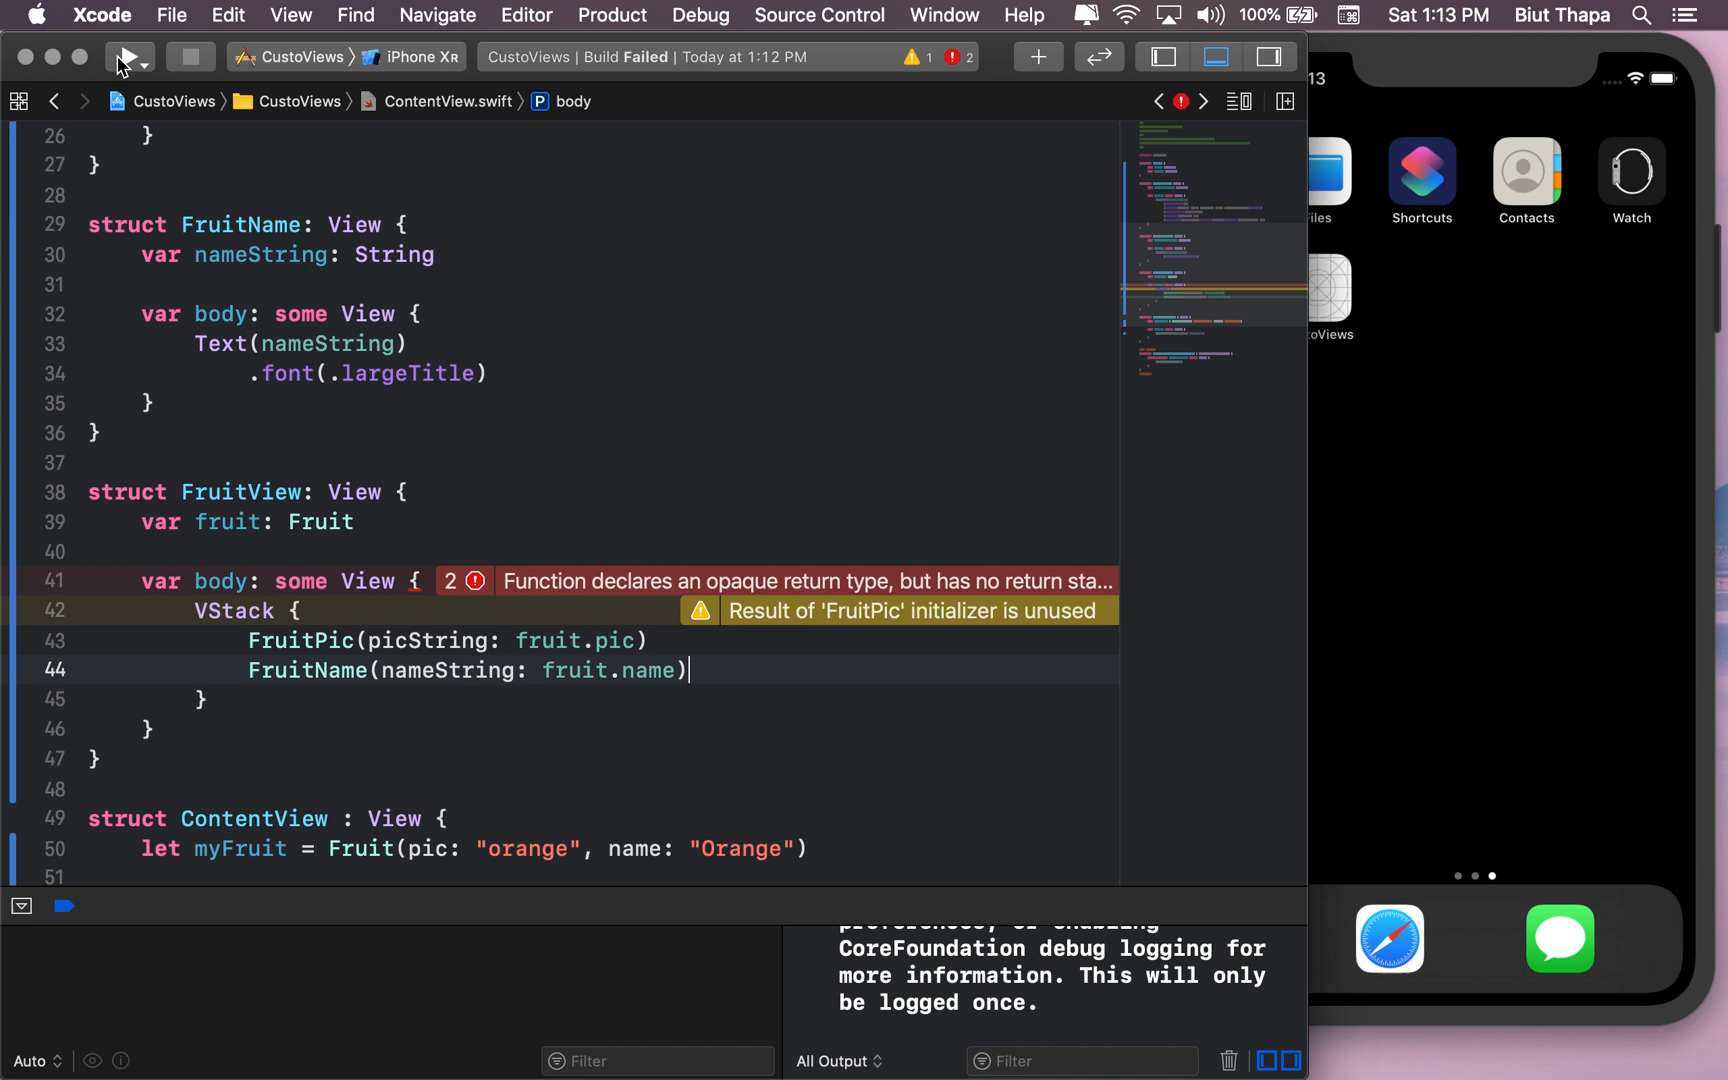 Xcode File Edit View Find Navigate Editor Product Debug Source Control Window Help 100% Sat 1:13 PM Biut Thapa
CustoViews iPhone XR CustoViews | Build Failed | Today at 1:12 PM 1 2
13
CustoViews CustoViews ContentView.swift P body
26 }
27 }
28
29 struct FruitName: View {
30 var nameString: String
31
32 var body: some View {
33 Text(nameString)
34 .font(.largeTitle)
35 }
36 }
37
38 struct FruitView: View {
39 var fruit: Fruit
40
41 var body: some View { 2 Function declares an opaque return type, but has no return sta...
42 VStack { Result of 'FruitPic' initializer is unused
43 FruitPic(picString: fruit.pic)
44 FruitName(nameString: fruit.name)
45 }
46 }
47 }
48
49 struct ContentView : View {
50 let myFruit = Fruit(pic: "orange", name: "Orange")
51
Files Shortcuts Contacts Watch
toViews
preferences, or enabling
CoreFoundation debug logging for
more information. This will only
be logged once.
Auto Filter All Output Filter